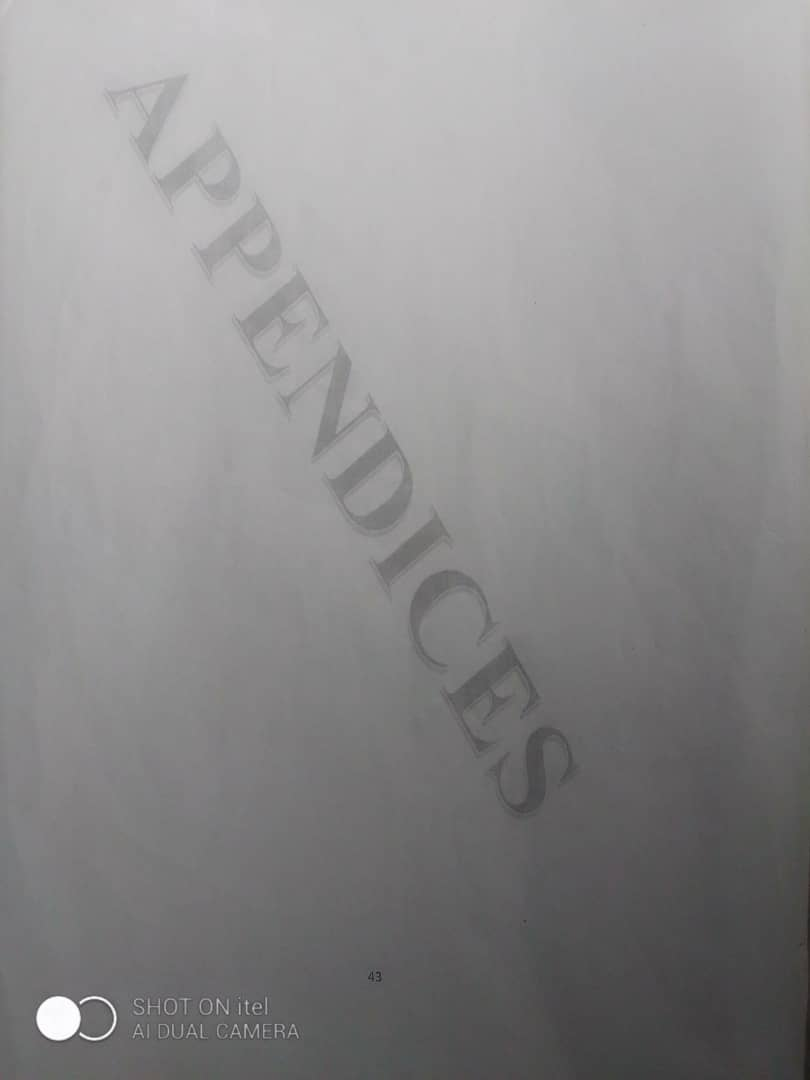 APPENDICES
43
SHOT ON itel
AI DUAL CAMERA